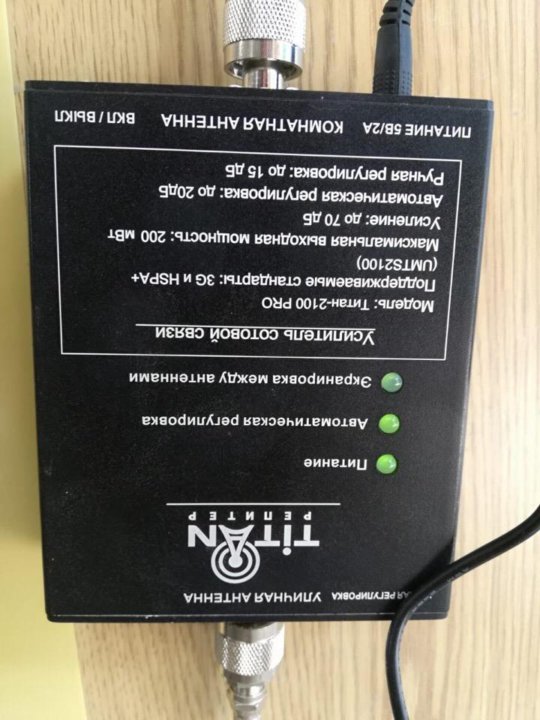 РЕГУЛИРОВКА
УЛИЧНАЯ АНТЕННА
TITAN
РЕПИТЕР
Питание
Автоматическая регулировка
Экранировка между антеннами
Усилитель сотовой связи
Модель: Титан-2100 PRO
Поддерживаемые стандарты: 3G и HSPA+
(UMTS2100)
Максимальная выходная мощность: 200 мВт
Усиление: до 70 дБ
Автоматическая регулировка: до 20дБ
Ручная регулировка: до 15 дБ
ПИТАНИЕ 5В/2А КОМНАТНАЯ АНТЕННА ВКЛ / ВЫКЛ